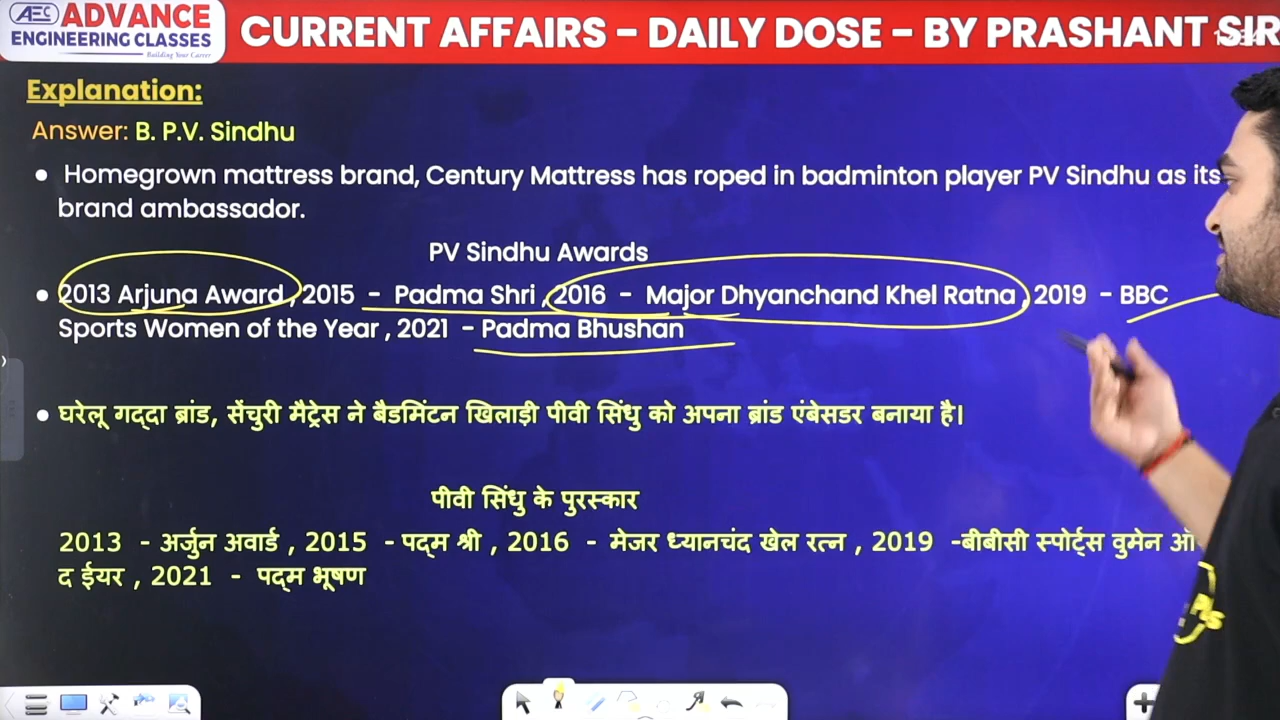 AEC ADVANCE
ENGINEERING CLASSES
Building Your Career
CURRENT AFFAIRS - DAILY DOSE - BY PRASHANT SIR
Explanation:
Answer: B. P.V. Sindhu
• Homegrown mattress brand, Century Mattress has roped in badminton player PV Sindhu as its
brand ambassador.
PV Sindhu Awards
• 2013 Arjuna Award , 2015 - Padma Shri , 2016 - Major Dhyanchand Khel Ratna , 2019 - BBC
Sports Women of the Year , 2021 - Padma Bhushan
• घरेलू गद्दा ब्रांड, सेंचुरी मैट्रेस ने बैडमिंटन खिलाड़ी पीवी सिंधु को अपना ब्रांड एंबेसडर बनाया है।
पीवी सिंधु के पुरस्कार
2013 - अर्जुन अवार्ड , 2015 - पद्म श्री , 2016 - मेजर ध्यानचंद खेल रत्न , 2019 -बीबीसी स्पोर्ट्स वुमेन ऑ
द ईयर , 2021 - पद्म भूषण